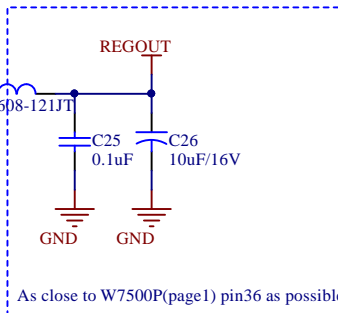 REGOUT
608-121JT
C25
0.1uF
C26
10uF/16V
GND
GND
As close to W7500P(page1) pin36 as possible